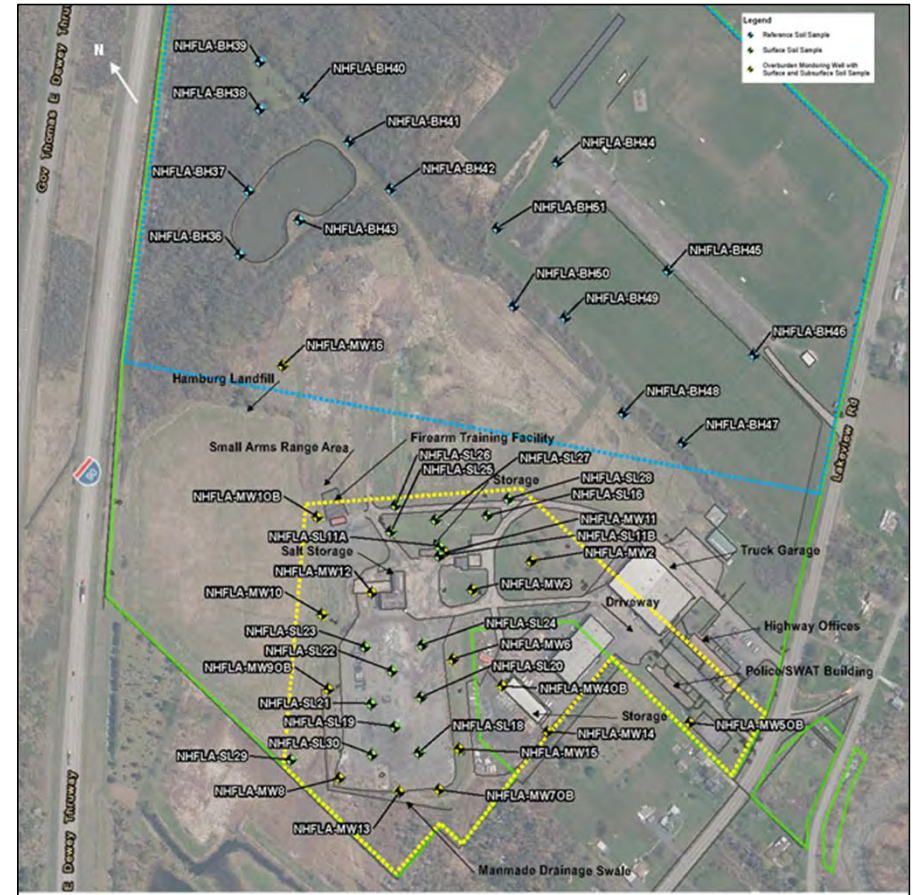 Gov Thomas E Dewey Thruway
N
Legend
Reference Soil Sample
Surface Soil Sample
Overburden Monitoring Well with
Surface and Subsurface Soil Sample
NHFLA-BH39
NHFLA-BH40
NHFLA-BH38
NHFLA-BH41
NHFLA-BH44
NHFLA-BH37
NHFLA-BH42
NHFLA-BH51
NHFLA-BH43
NHFLA-BH36
NHFLA-BH45
NHFLA-BH50
NHFLA-BH49
NHFLA-BH46
NHFLA-MW16
Hamburg Landfill
NHFLA-BH48
NHFLA-BH47
Lakeview Rd
Small Arms Range Area
Firearm Training Facility
NHFLA-SL26
NHFLA-SL27
NHFLA-SL25
Storage
NHFLA-SL28
NHFLA-SL16
90
NHFLA-MW1OB
NHFLA-MW11
NHFLA-SL11A
NHFLA-SL11B
Salt Storage
NHFLA-MW2
Truck Garage
NHFLA-MW12
NHFLA-MW3
NHFLA-MW10
Driveway
NHFLA-SL24
Highway Offices
NHFLA-SL23
NHFLA-MW6
NHFLA-SL22
NHFLA-SL20
Police/SWAT Building
NHFLA-MW9OB
NHFLA-MW4OB
NHFLA-SL21
Storage
NHFLA-SL19
NHFLA-MW5OB
NHFLA-SL18
NHFLA-MW14
NHFLA-SL30
NHFLA-MW15
NHFLA-SL29
NHFLA-MW8
NHFLA-MW7OB
NHFLA-MW13
Manmade Drainage Swale
E Dewey Thruway